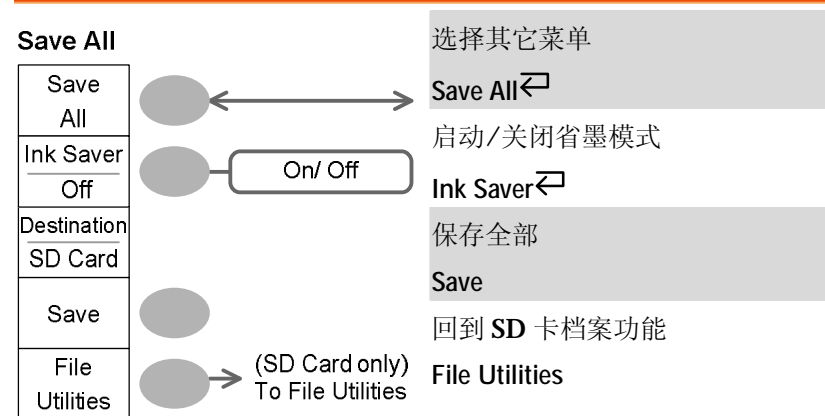 Save All
Save
All
Ink Saver
Off
Destination
SD Card
Save
File
Utilities
On/ Off
(SD Card only)
To File Utilities
选择其它菜单
Save All
启动/关闭省墨模式
Ink Saver
保存全部
Save
回到 SD 卡档案功能
File Utilities